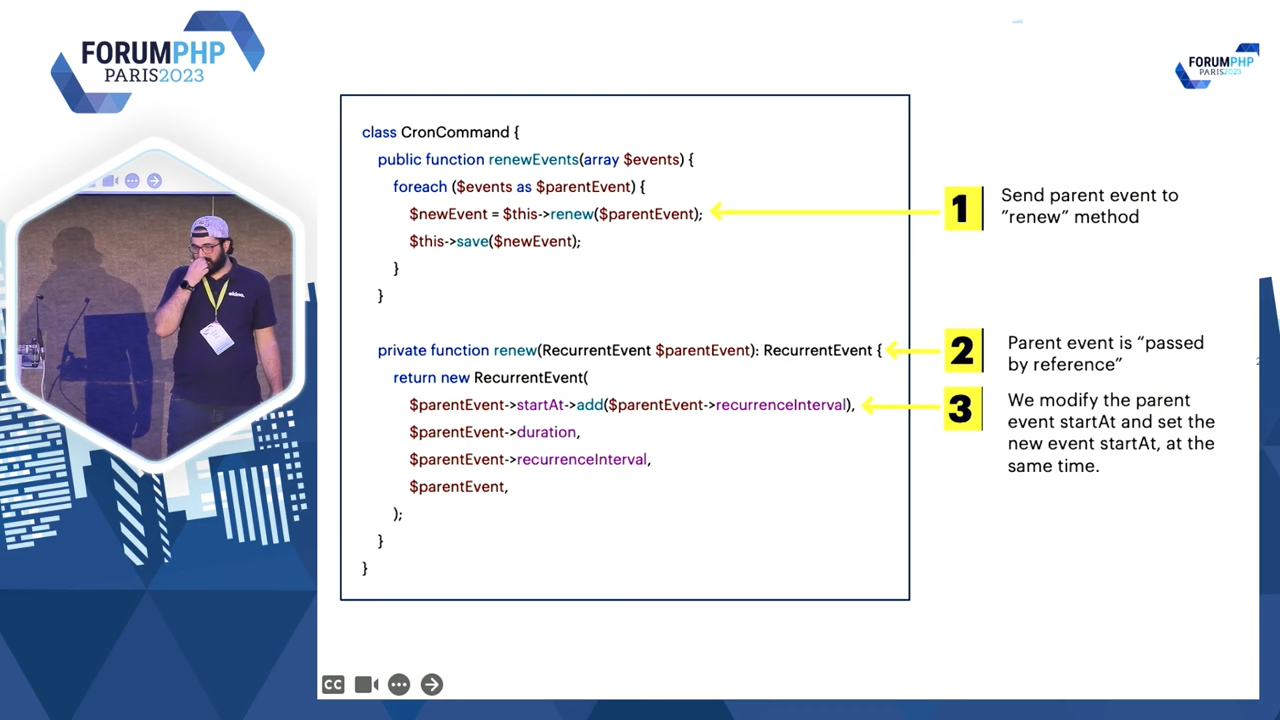 FORUMPHP
PARIS2023
FORUMPHP
PARIS2023
class CronCommand {
public function renewEvents(array $events) {
foreach ($events as $parentEvent) {
$newEvent = $this->renew($parentEvent);
$this->save($newEvent);
}
}
private function renew(RecurrentEvent $parentEvent): RecurrentEvent {
return new RecurrentEvent(
$parentEvent->startAt->add($parentEvent->recurrenceInterval),
$parentEvent->duration,
$parentEvent->recurrenceInterval,
$parentEvent,
);
}
}
1
Send parent event to
”renew” method
2
Parent event is “passed
by reference”
3
We modify the parent
event startAt and set the
new event startAt, at the
same time.
CC